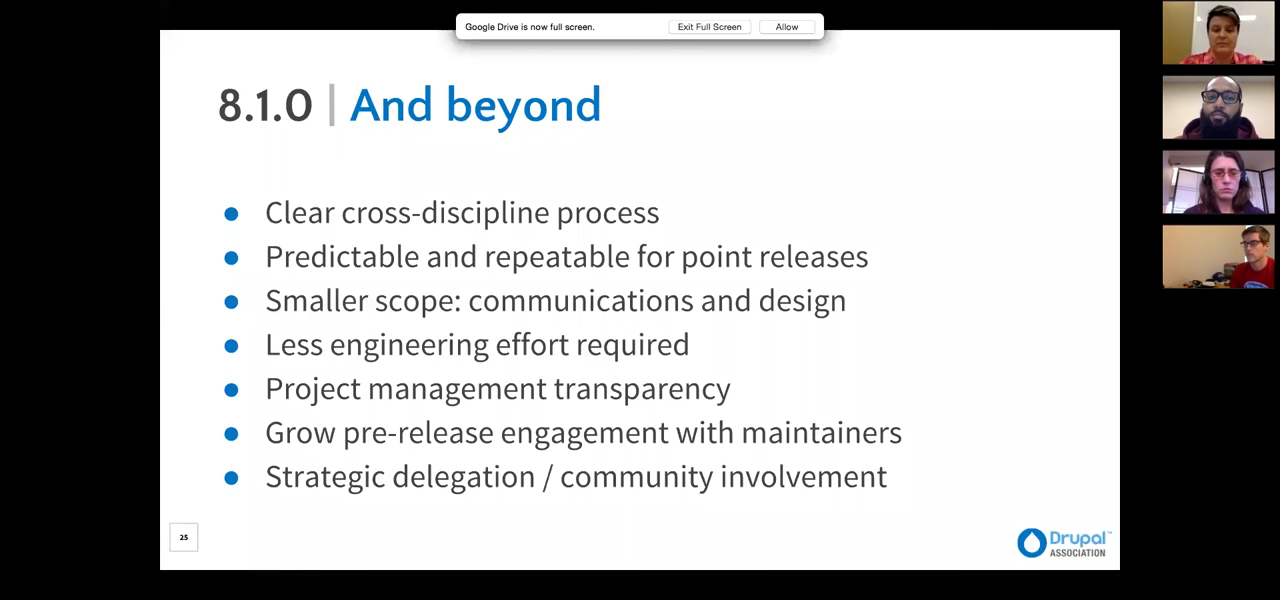 Google Drive is now full screen. Exit Full Screen Allow
8.1.0 | And beyond
● Clear cross-discipline process
● Predictable and repeatable for point releases
● Smaller scope: communications and design
● Less engineering effort required
● Project management transparency
● Grow pre-release engagement with maintainers
● Strategic delegation / community involvement
25
Drupal™
ASSOCIATION